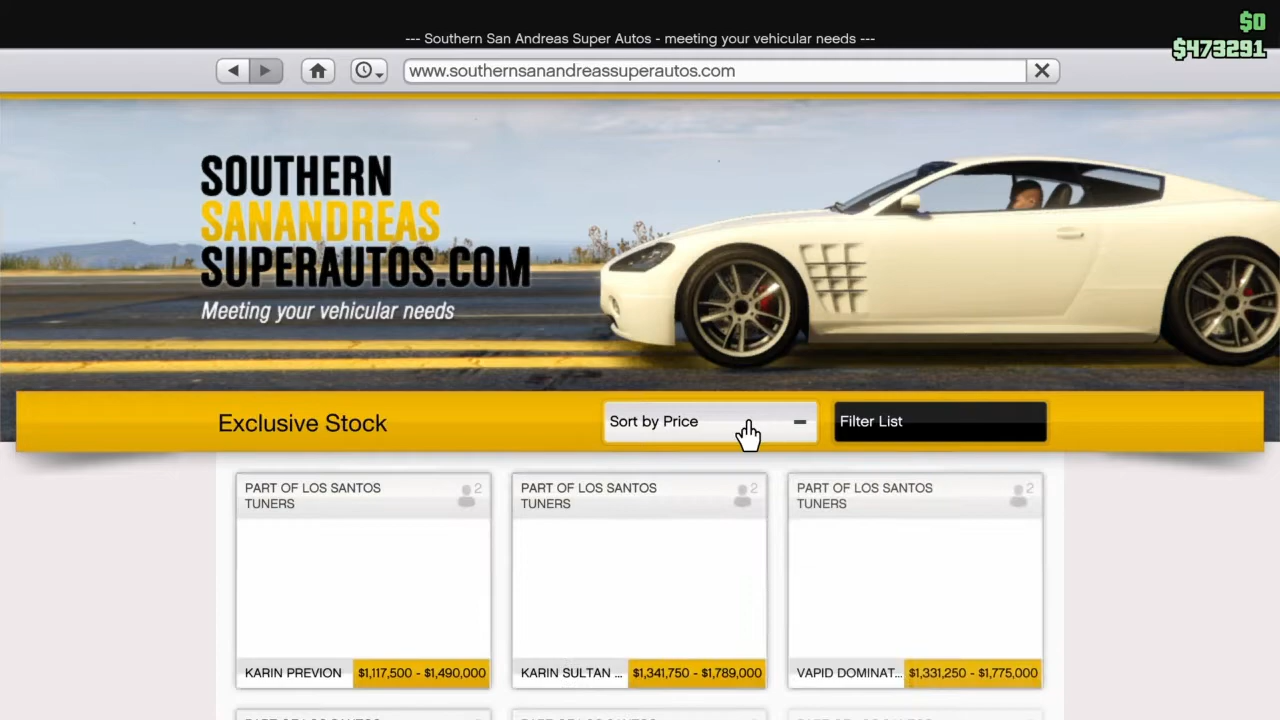 --- Southern San Andreas Super Autos - meeting your vehicular needs ---
$0
$473291
www.southernsanandreassuperautos.com
SOUTHERN
SANANDREAS
SUPERAUTOS.COM
Meeting your vehicular needs
Exclusive Stock
Sort by Price
Filter List
PART OF LOS SANTOS
TUNERS
2
PART OF LOS SANTOS
TUNERS
2
PART OF LOS SANTOS
TUNERS
2
KARIN PREVION $1,117,500 - $1,490,000
KARIN SULTAN ... $1,341,750 - $1,789,000
VAPID DOMINAT... $1,331,250 - $1,775,000